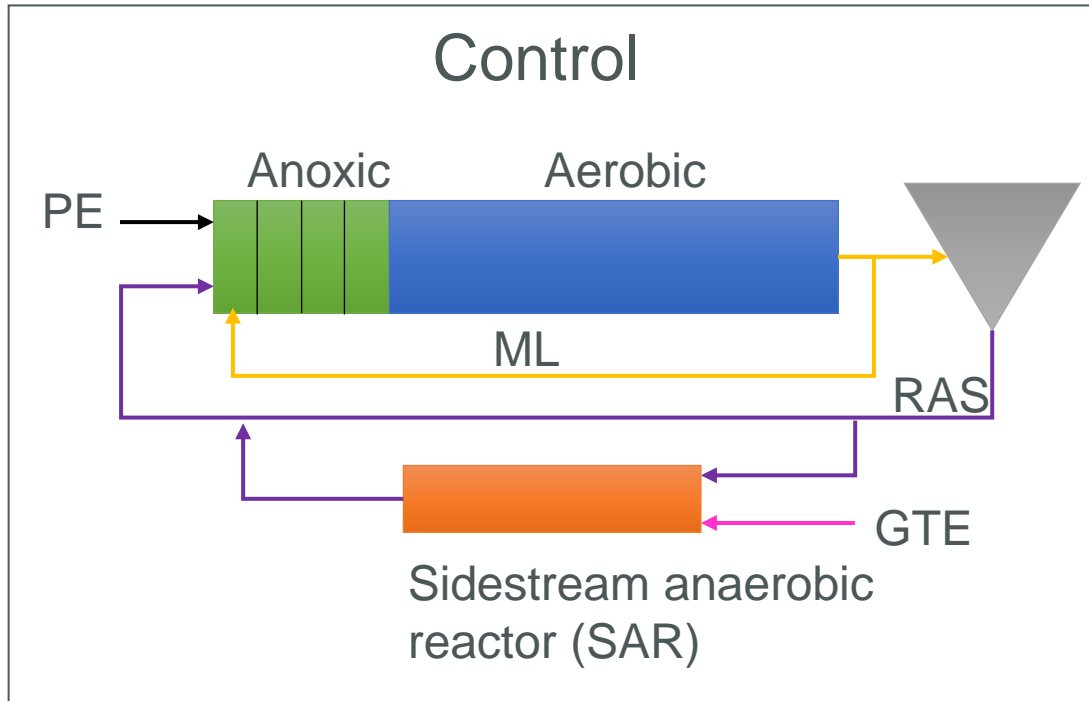 Control
Anoxic
Aerobic
PE
ML
RAS
GTE
Sidestream anaerobic
reactor (SAR)